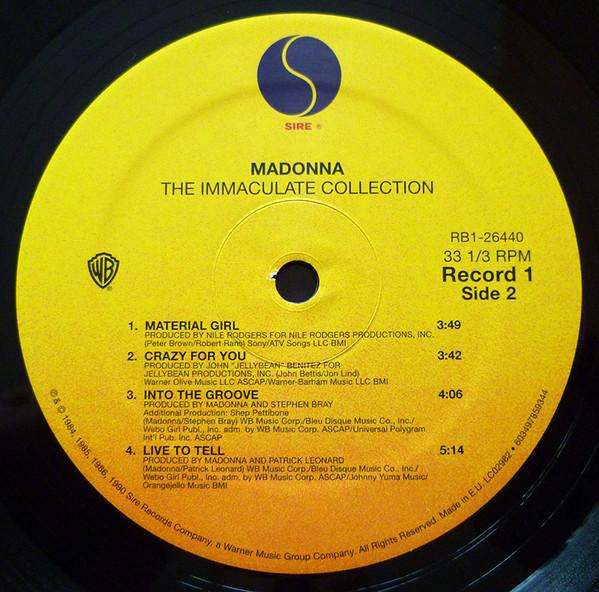 SIRE ®
MADONNA
THE IMMACULATE COLLECTION
RB1-26440
33 1/3 RPM
Record 1
Side 2
WB
®
1. MATERIAL GIRL 3:49
PRODUCED BY NILE RODGERS FOR NILE RODGERS PRODUCTIONS, INC.
(Peter Brown/Robert Rans) Sony/ATV Songs LLC BMI
2. CRAZY FOR YOU 3:42
PRODUCED BY JOHN "JELLYBEAN" BENITEZ FOR
JELLYBEAN PRODUCTIONS, INC. (John Bettis/Jon Lind)
Warner Olive Music LLC ASCAP/Warner-Barham Music LLC BMI
3. INTO THE GROOVE 4:06
PRODUCED BY MADONNA AND STEPHEN BRAY
Additional Production: Shep Pettibone
(Madonna/Stephen Bray) WB Music Corp./Bleu Disque Music Co., Inc./
Webo Girl Publ., Inc. adm. by WB Music Corp. ASCAP/Universal Polygram
Int'l Pub. Inc. ASCAP
4. LIVE TO TELL 5:14
PRODUCED BY MADONNA AND PATRICK LEONARD
(Madonna/Patrick Leonard) WB Music Corp./Bleu Disque Music Co., Inc./
Webo Girl Publ., Inc. adm. by WB Music Corp. ASCAP/Johnny Yuma Music/
Orangejello Music BMI
℗ & © 1984, 1985, 1986, 1990 Sire Records Company, a Warner Music Group Company. All Rights Reserved. Made in E.U. LC02982 • 603497859344